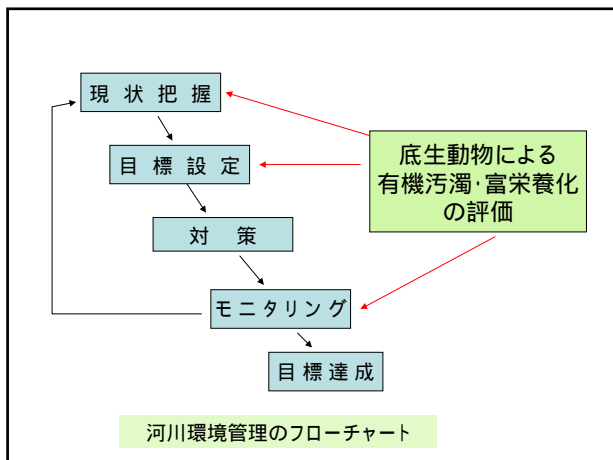 現状把握
目標設定
対策
モニタリング
目標達成
底生動物による
有機汚濁･富栄養化
の評価
河川環境管理のフローチャート